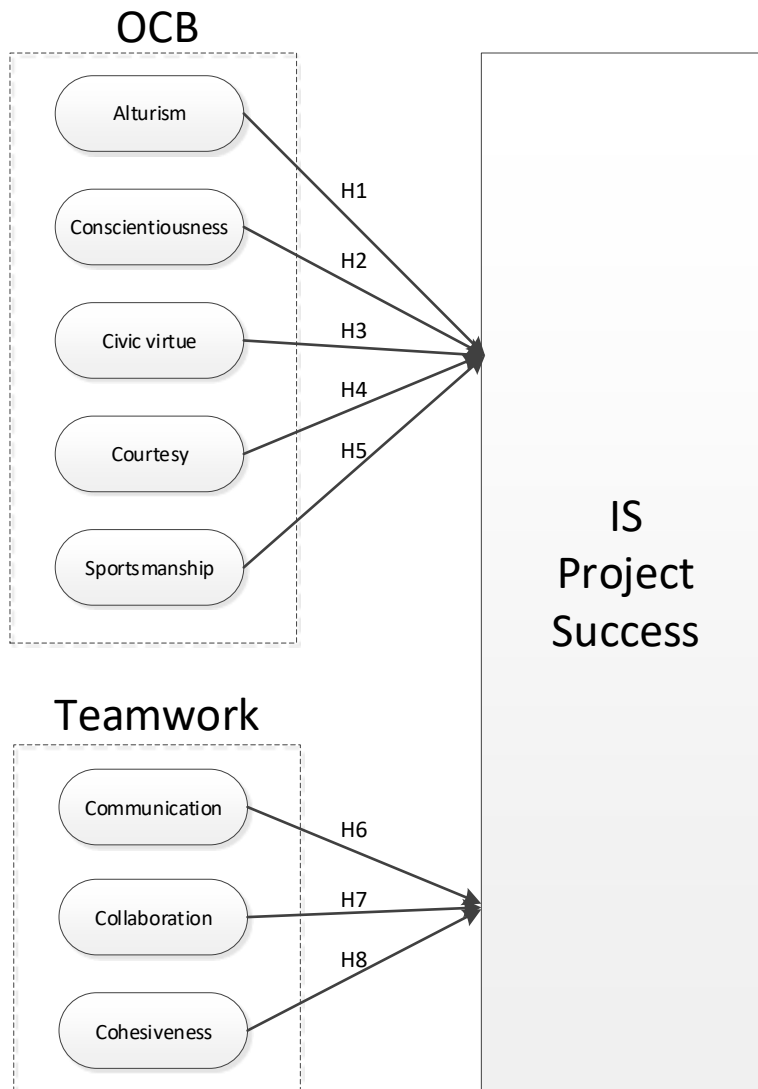 OCB
Alturism
H1
Conscientiousness
H2
Civic virtue
H3
H4
Courtesy
H5
Sportsmanship
IS
Project
Success
Teamwork
Communication
H6
Collaboration
H7
H8
Cohesiveness